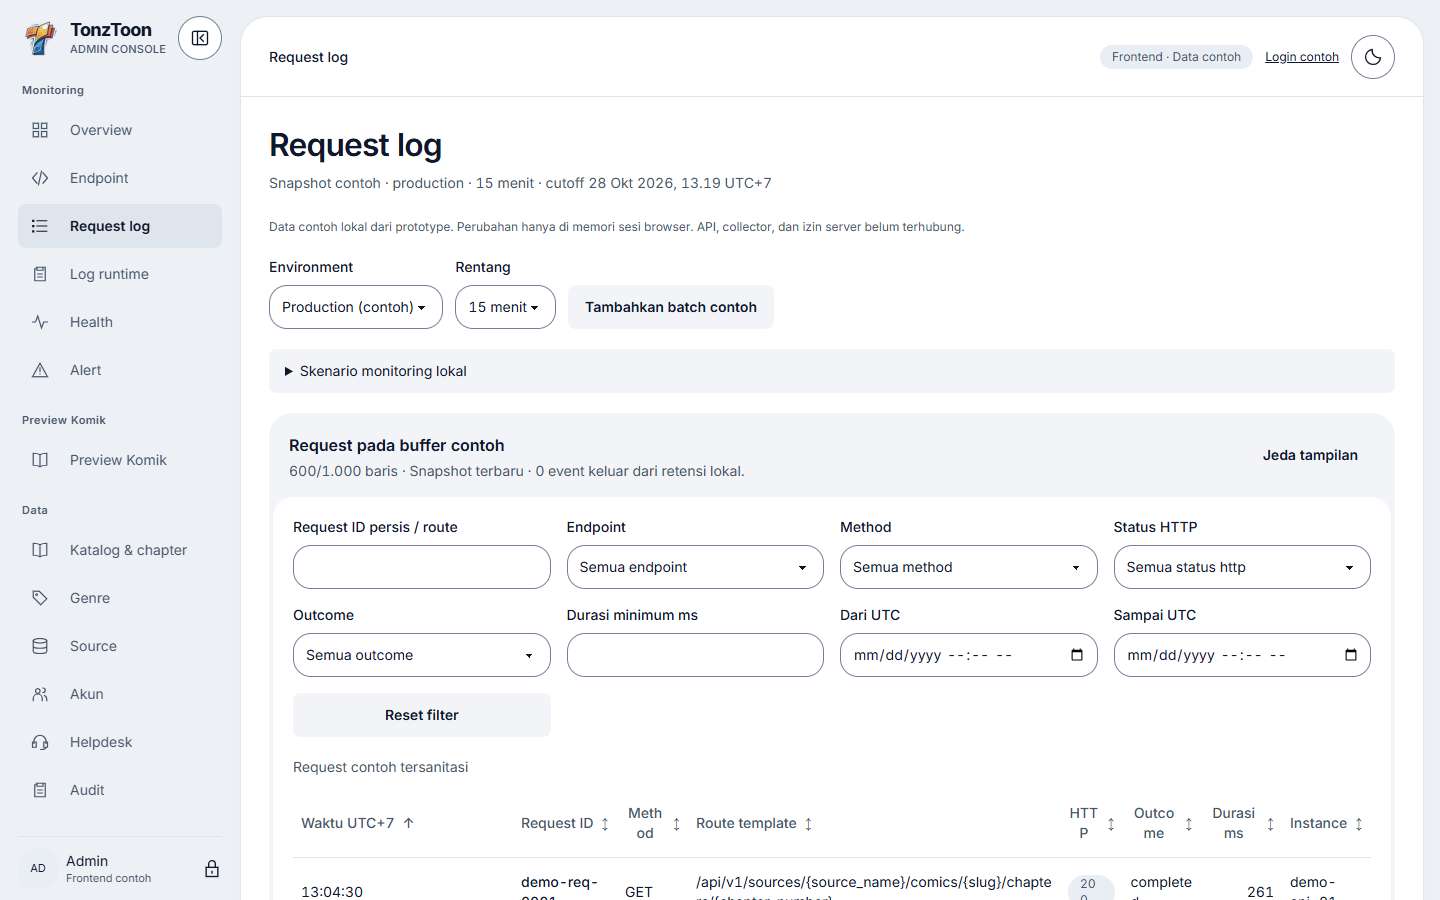 TonzToon
ADMIN CONSOLE
Monitoring
Overview
Endpoint
Request log
Log runtime
Health
Alert
Preview Komik
Preview Komik
Data
Katalog & chapter
Genre
Source
Akun
Helpdesk
Audit
AD
Admin
Frontend contoh
Request log
Frontend · Data contoh
Login contoh
Request log
Snapshot contoh · production · 15 menit · cutoff 28 Okt 2026, 13.19 UTC+7
Data contoh lokal dari prototype. Perubahan hanya di memori sesi browser. API, collector, dan izin server belum terhubung.
Environment
Rentang
Production (contoh)
15 menit
Tambahkan batch contoh
Skenario monitoring lokal
Request pada buffer contoh
600/1.000 baris · Snapshot terbaru · 0 event keluar dari retensi lokal.
Jeda tampilan
Request ID persis / route
Endpoint
Method
Status HTTP
Semua endpoint
Semua method
Semua status http
Outcome
Durasi minimum ms
Dari UTC
Sampai UTC
Semua outcome
mm/dd/yyyy --:-- --
mm/dd/yyyy --:-- --
Reset filter
Request contoh tersanitasi
Waktu UTC+7
Request ID
Meth
od
Route template
HTT
P
Outco
me
Durasi
ms
Instance
13:04:30
demo-req-
GET
/api/v1/sources/{source_name}/comics/{slug}/chapte
20
complete
261
demo-